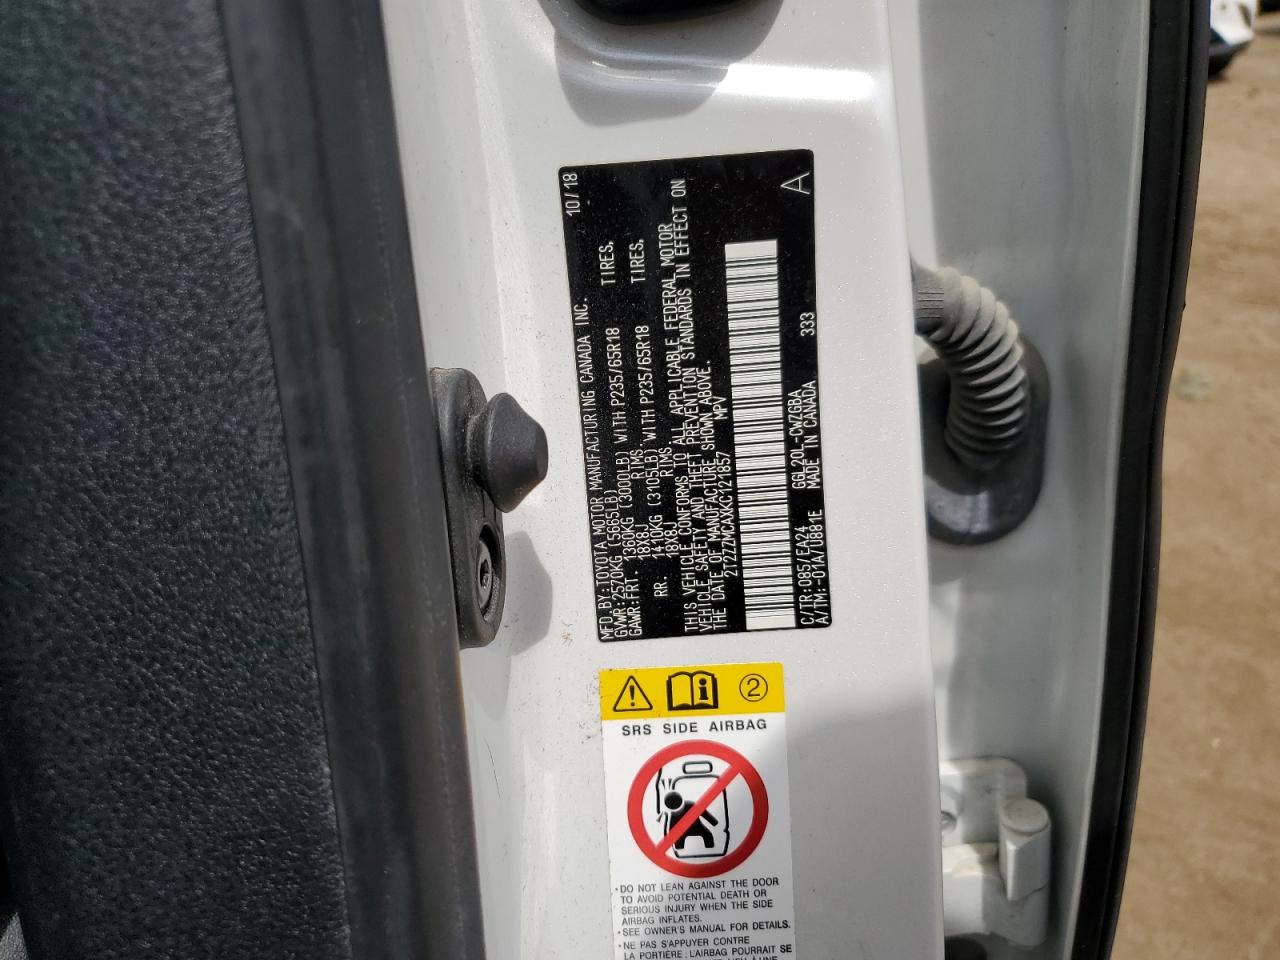 MFD.BY:TOYOTA MOTOR MANUFACTURING CANADA INC. 10/18
GVWR:2570KG (5665LB)
GAWR:FRT 1360KG (3000LB) WITH P235/65R18 TIRES,
18X8J RIMS.
RR. 1410KG (3105LB) WITH P235/65R18 TIRES,
18X8J RIMS
THIS VEHICLE CONFORMS TO ALL APPLICABLE FEDERAL MOTOR
VEHICLE SAFETY AND THEFT PREVENTION STANDARDS IN EFFECT ON
THE DATE OF MANUFACTURE SHOWN ABOVE.
2T2ZZMCAXKC121857 MPV
A
C/TR:085/EA24 GGL20L-CWZGBA 333
A/TM:-01A/U881E MADE IN CANADA
2
SRS SIDE AIRBAG
•DO NOT LEAN AGAINST THE DOOR
TO AVOID POTENTIAL DEATH OR
SERIOUS INJURY WHEN THE SIDE
AIRBAG INFLATES.
•SEE OWNER'S MANUAL FOR DETAILS.
•NE PAS S'APPUYER CONTRE
LA PORTIERE; L'AIRBAG POURRAIT SE